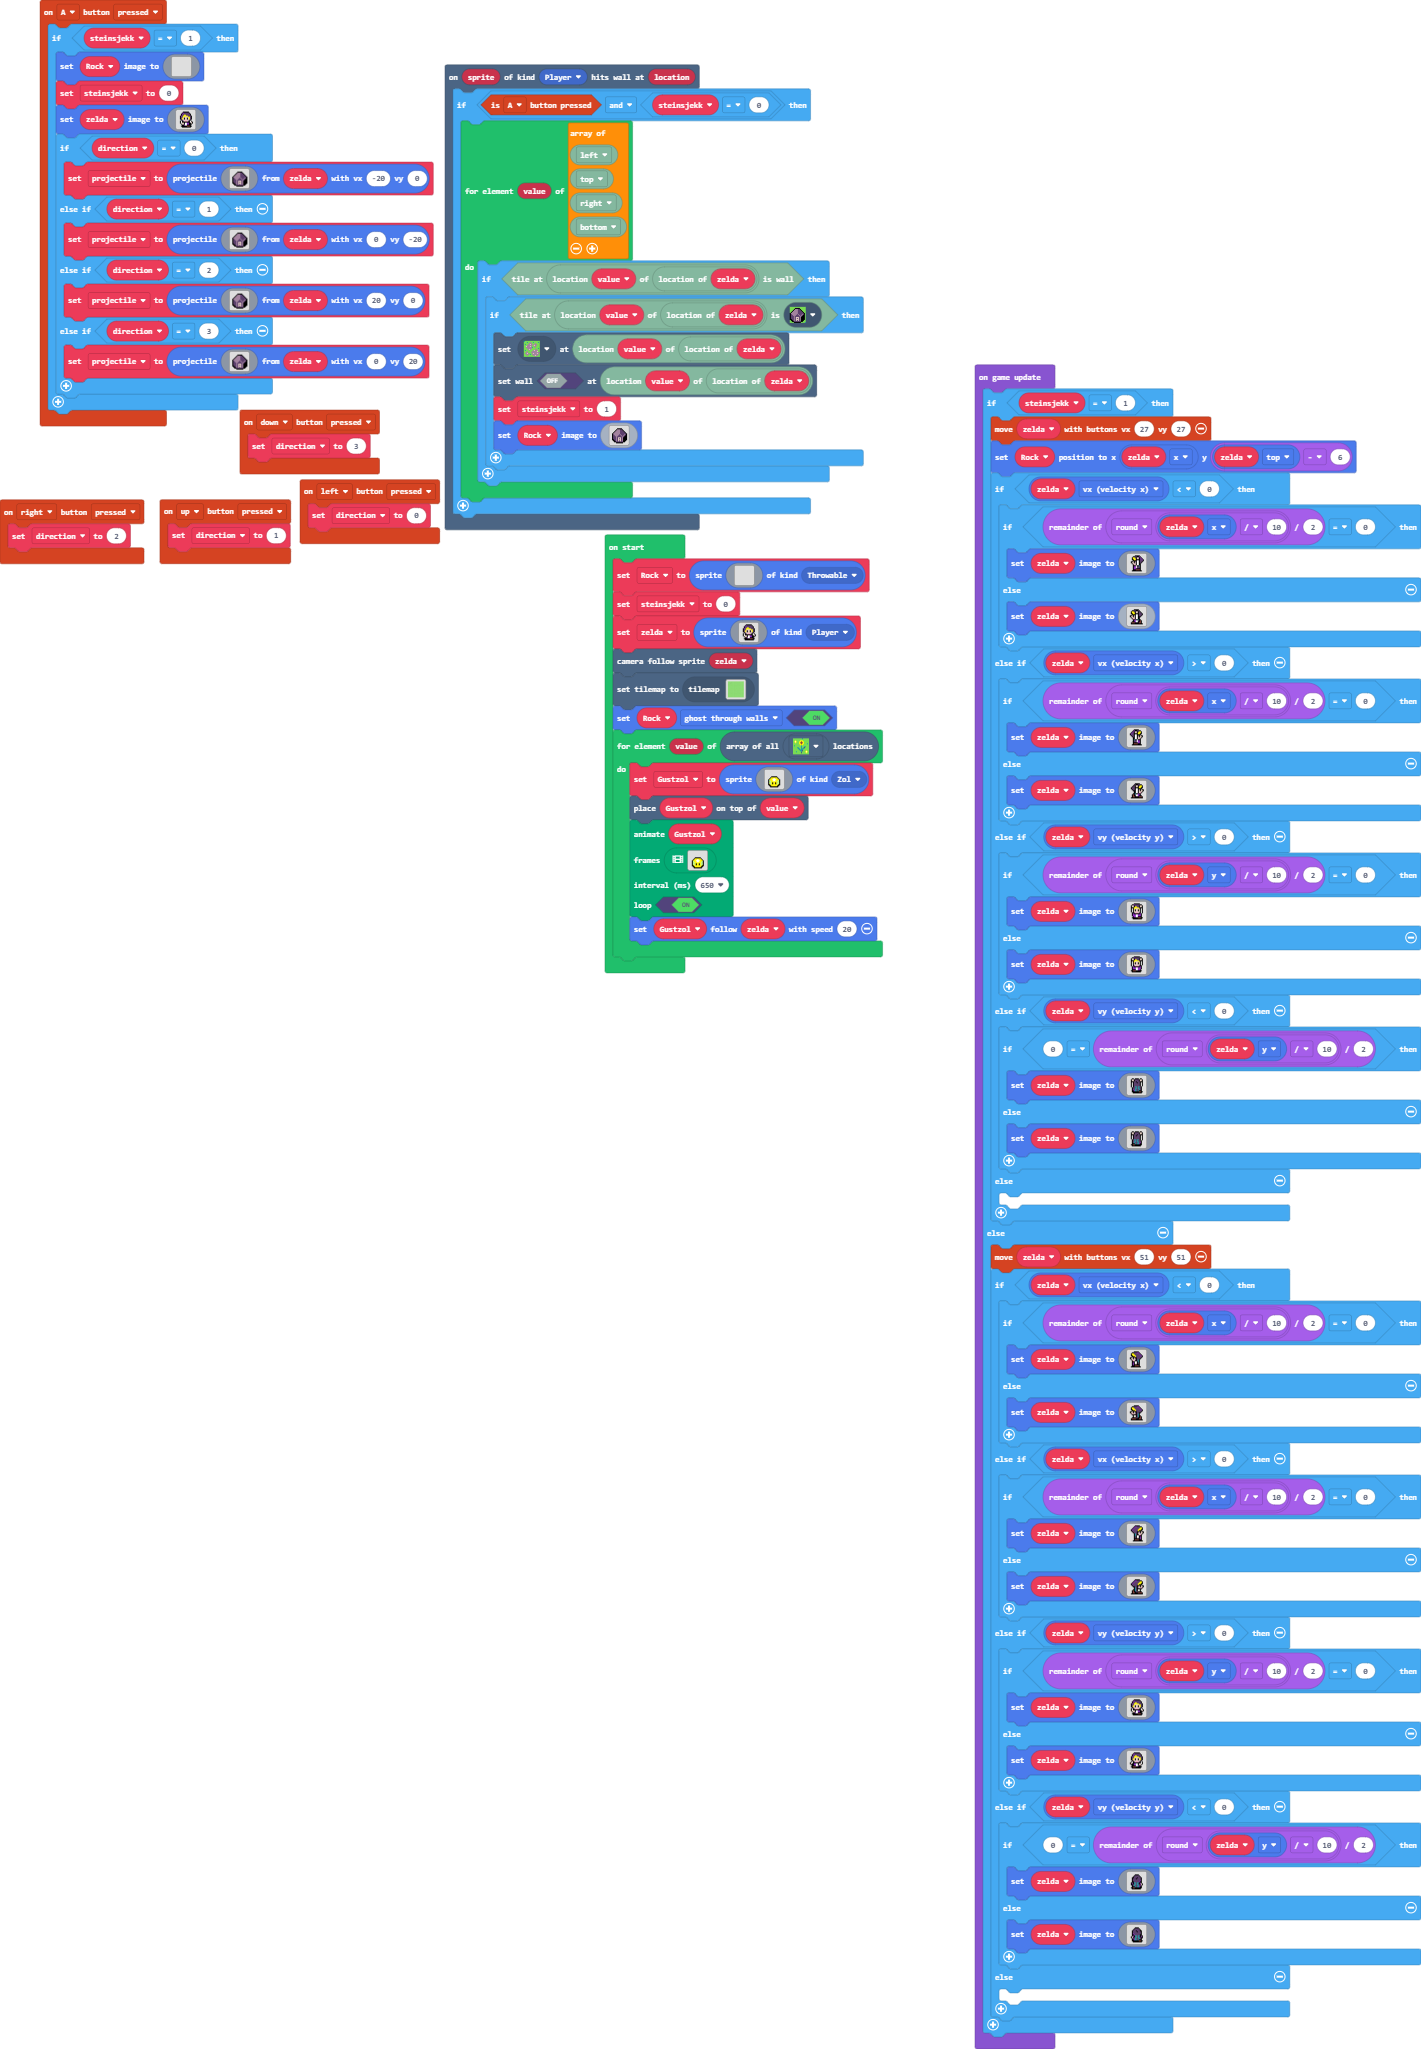 on A button pressed
if steinsjekk = 1 then
set Rock image to
set steinsjekk to 0
set zelda image to
if direction = 0 then
set projectile to projectile from zelda with vx -20 vy 0
else if direction = 1 then
set projectile to projectile from zelda with vx 0 vy -20
else if direction = 2 then
set projectile to projectile from zelda with vx 20 vy 0
else if direction = 3 then
set projectile to projectile from zelda with vx 0 vy 20
on down button pressed
set direction to 3
on right button pressed
set direction to 2
on up button pressed
set direction to 1
on left button pressed
set direction to 0
on sprite of kind Player hits wall at location
if is A button pressed and steinsjekk = 0 then
for element value of array of
left
top
right
bottom
do
if tile at location value of location of zelda is wall then
if tile at location value of location of zelda is then
set at location value of location of zelda
set wall OFF at location value of location of zelda
set steinsjekk to 1
set Rock image to
on start
set Rock to sprite of kind Throwable
set steinsjekk to 0
set zelda to sprite of kind Player
camera follow sprite zelda
set tilemap to tilemap
set Rock ghost through walls ON
for element value of array of all locations
do
set Gustzol to sprite of kind Zol
place Gustzol on top of value
animate Gustzol
frames
interval (ms) 650
loop ON
set Gustzol follow zelda with speed 20
on game update
if steinsjekk = 1 then
move zelda with buttons vx 27 vy 27
set Rock position to x zelda x y zelda top - 6
if zelda vx (velocity x) < 0 then
if remainder of round zelda x / 10 / 2 = 0 then
set zelda image to
else
set zelda image to
else if zelda vx (velocity x) > 0 then
if remainder of round zelda x / 10 / 2 = 0 then
set zelda image to
else
set zelda image to
else if zelda vy (velocity y) > 0 then
if remainder of round zelda y / 10 / 2 = 0 then
set zelda image to
else
set zelda image to
else if zelda vy (velocity y) < 0 then
if 0 = remainder of round zelda y / 10 / 2 then
set zelda image to
else
set zelda image to
else
else
move zelda with buttons vx 51 vy 51
if zelda vx (velocity x) < 0 then
if remainder of round zelda x / 10 / 2 = 0 then
set zelda image to
else
set zelda image to
else if zelda vx (velocity x) > 0 then
if remainder of round zelda x / 10 / 2 = 0 then
set zelda image to
else
set zelda image to
else if zelda vy (velocity y) > 0 then
if remainder of round zelda y / 10 / 2 = 0 then
set zelda image to
else
set zelda image to
else if zelda vy (velocity y) < 0 then
if 0 = remainder of round zelda y / 10 / 2 then
set zelda image to
else
set zelda image to
else